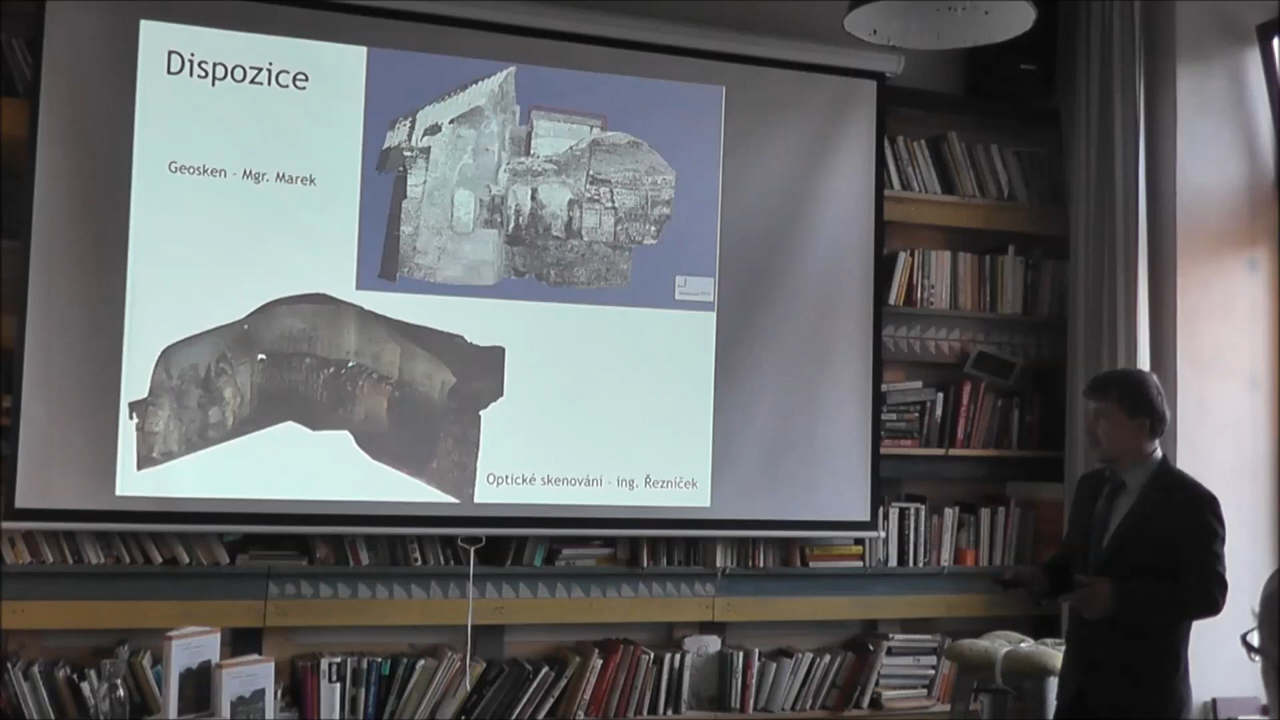 Dispozice
Geosken - Mgr. Marek
Optické skenování - ing. Řezníček